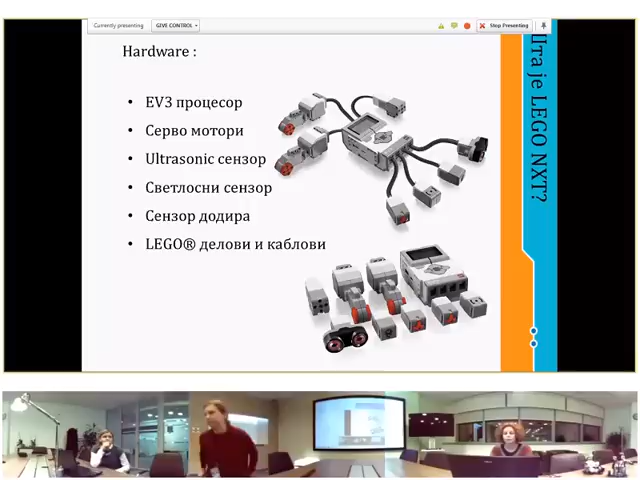 Currently presenting
GIVE CONTROL
Stop Presenting
Hardware :
• EV3 процесор
• Серво мотори
• Ultrasonic сензор
• Светлосни сензор
• Сензор додира
• LEGO® делови и каблови
Шта је LEGO NXT?